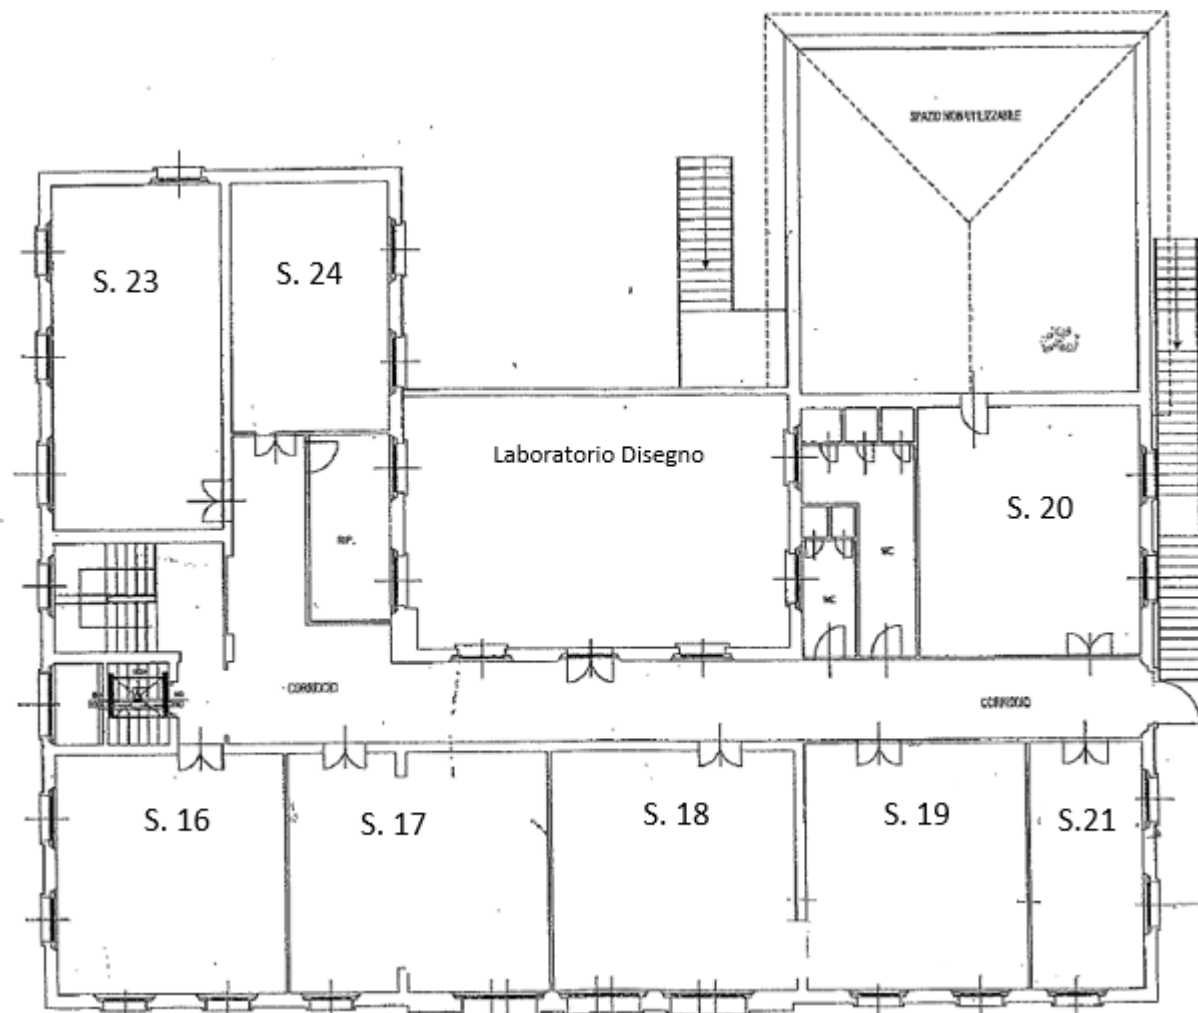 SPAZIO NON UTILIZZABILE
S. 23
S. 24
Laboratorio Disegno
S. 20
RIP.
WC
WC
CORRIDOIO
CORRIDOIO
S. 16
S. 17
S. 18
S. 19
S.21